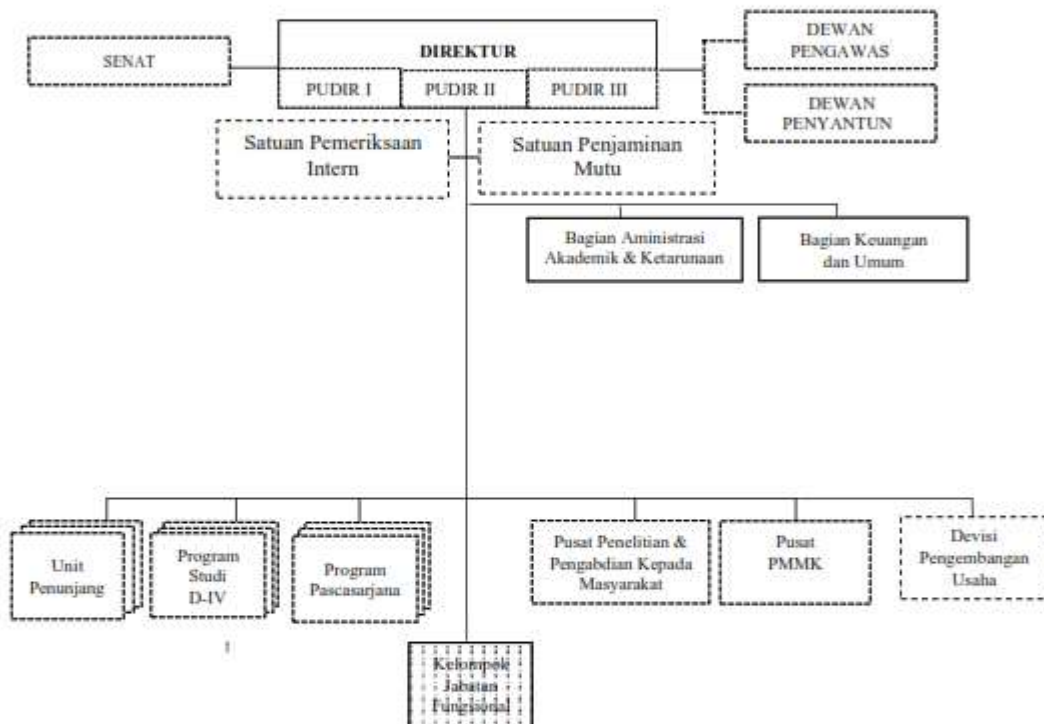 SENAT
DIREKTUR
PUDIR I
PUDIR II
PUDIR III
DEWAN
PENGAWAS
DEWAN
PENYANTUN
Satuan Pemeriksaan
Intern
Satuan Penjaminan
Mutu
Bagian Aministrasi
Akademik & Ketarunaan
Bagian Keuangan
dan Umum
Unit
Penunjang
Program
Studi
D-IV
Program
Pascasarjana
Pusat Penelitian &
Pengabdian Kepada
Masyarakat
Pusat
PMMK
Devisi
Pengembangan
Usaha
Kelompok
Jabatan
Fungsional